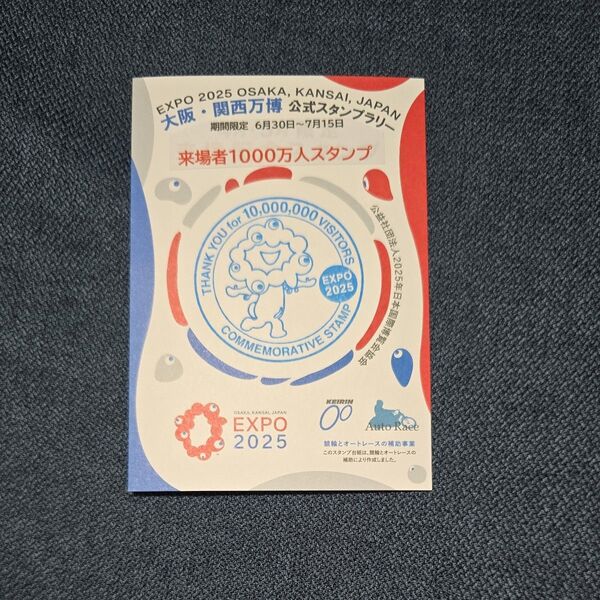 EXPO 2025 OSAKA, KANSAI, JAPAN
大阪・関西万博 公式スタンプラリー
期間限定 6月30日～7月15日
来場者1000万人スタンプ
THANK YOU for 10,000,000 VISITORS
EXPO
2025
COMMEMORATIVE STAMP
公益社団法人2025年日本国際博覧会協会
OSAKA, KANSAI, JAPAN
EXPO
2025
KEIRIN
Auto Race
競輪とオートレースの補助事業
このスタンプ台紙は、競輪とオートレースの
補助により作成しました。